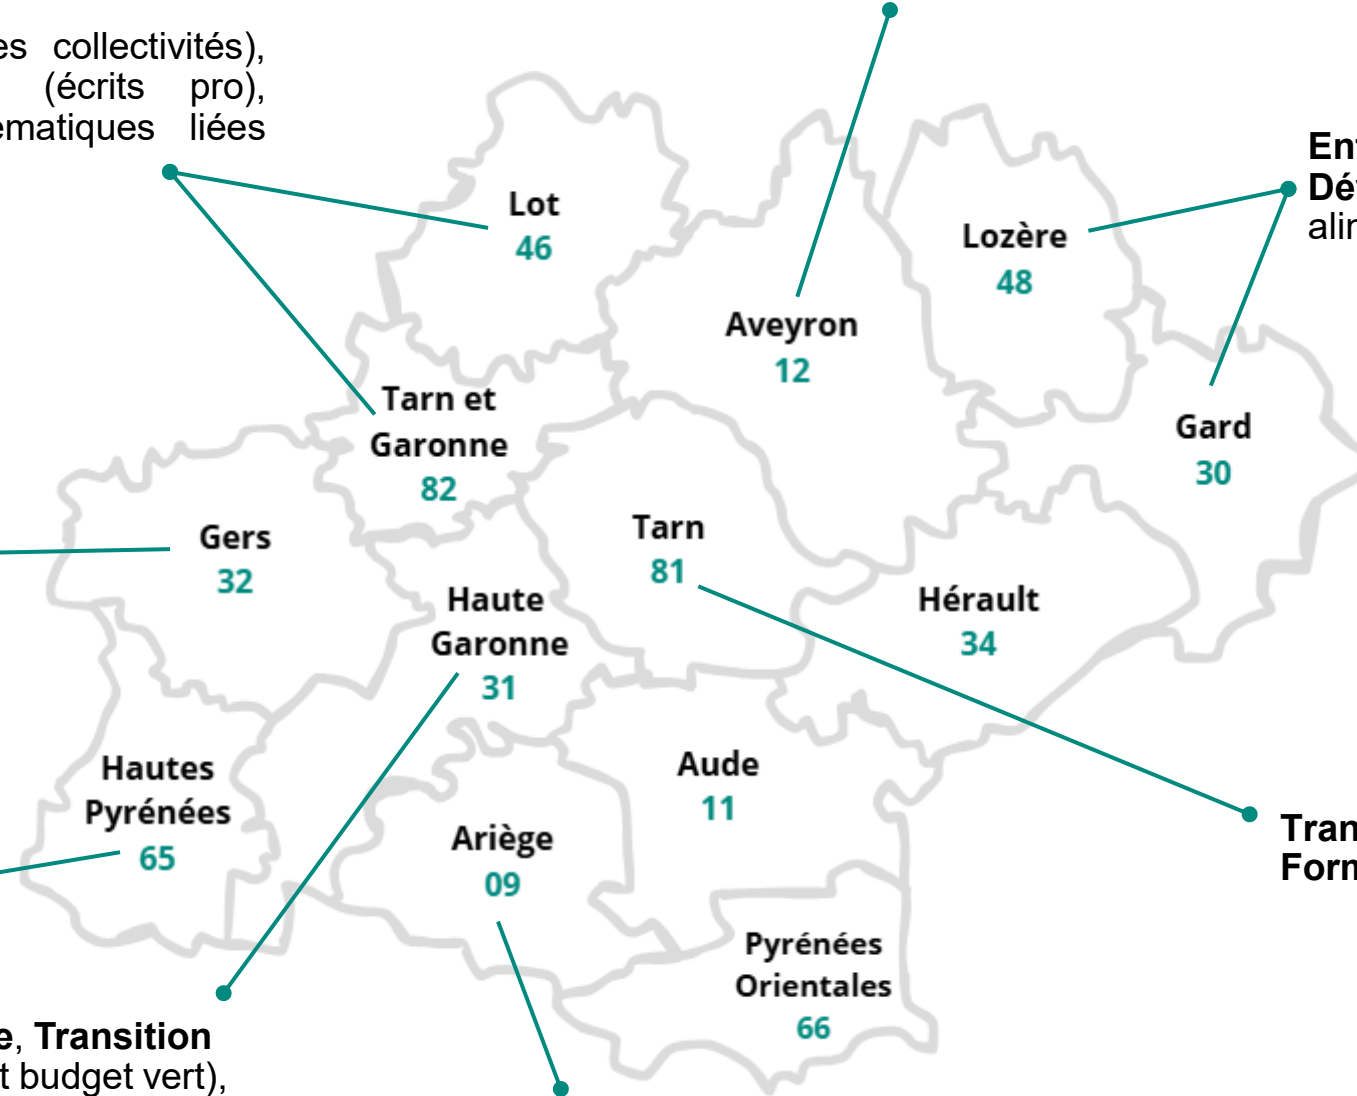 collectivités),
(écrits pro),
liées
Lot
46
Lozère
48
Aveyron
12
Tarn et
Garonne
82
Gard
30
Gers
32
Tarn
81
Haute
Garonne
31
Hérault
34
Hautes
Pyrénées
65
Aude
11
Ariège
09
Pyrénées
Orientales
66
, Transition
budget vert),